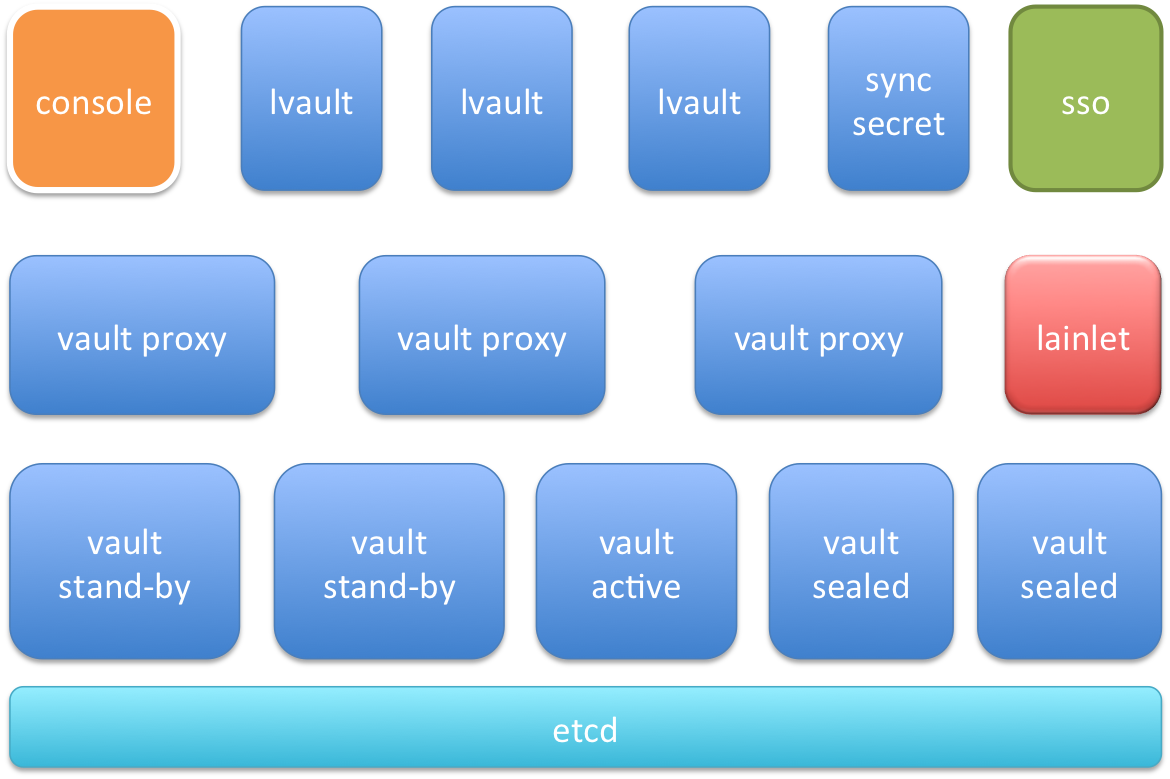 console
lvault
lvault
lvault
sync
secret
sso
vault proxy
vault proxy
vault proxy
lainlet
vault
stand-by
vault
stand-by
vault
active
vault
sealed
vault
sealed
etcd